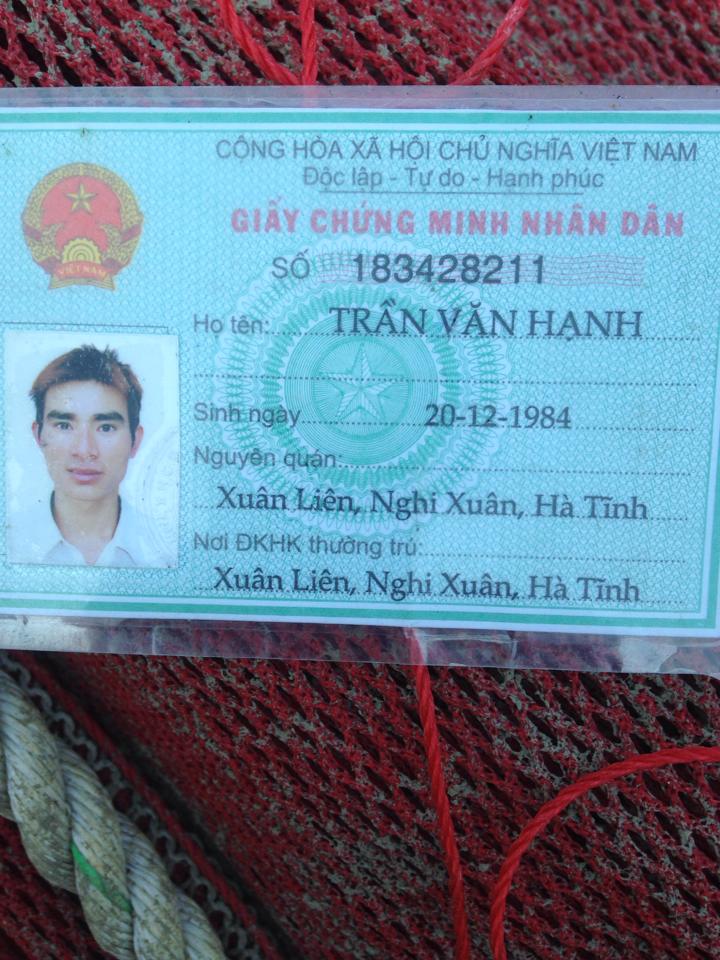 CỘNG HÒA XÃ HỘI CHỦ NGHĨA VIỆT NAM
Độc lập - Tự do - Hạnh phúc
GIẤY CHỨNG MINH NHÂN DÂN
SỐ 183428211
Họ tên: TRẦN VĂN HẠNH
Sinh ngày 20-12-1984
Nguyên quán:
Xuân Liên, Nghi Xuân, Hà Tĩnh
Nơi ĐKHK thường trú:
Xuân Liên, Nghi Xuân, Hà Tĩnh
VIỆT NAM